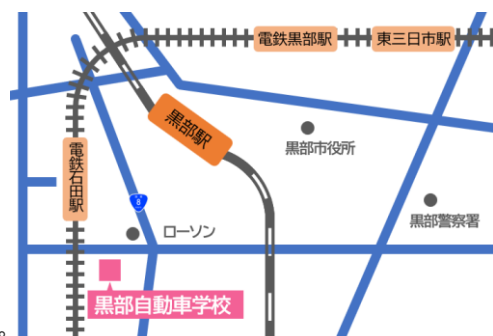 電鉄黒部駅
東三日市駅
黒部駅
黒部市役所
電鉄石田駅
8
黒部警察署
ローソン
黒部自動車学校